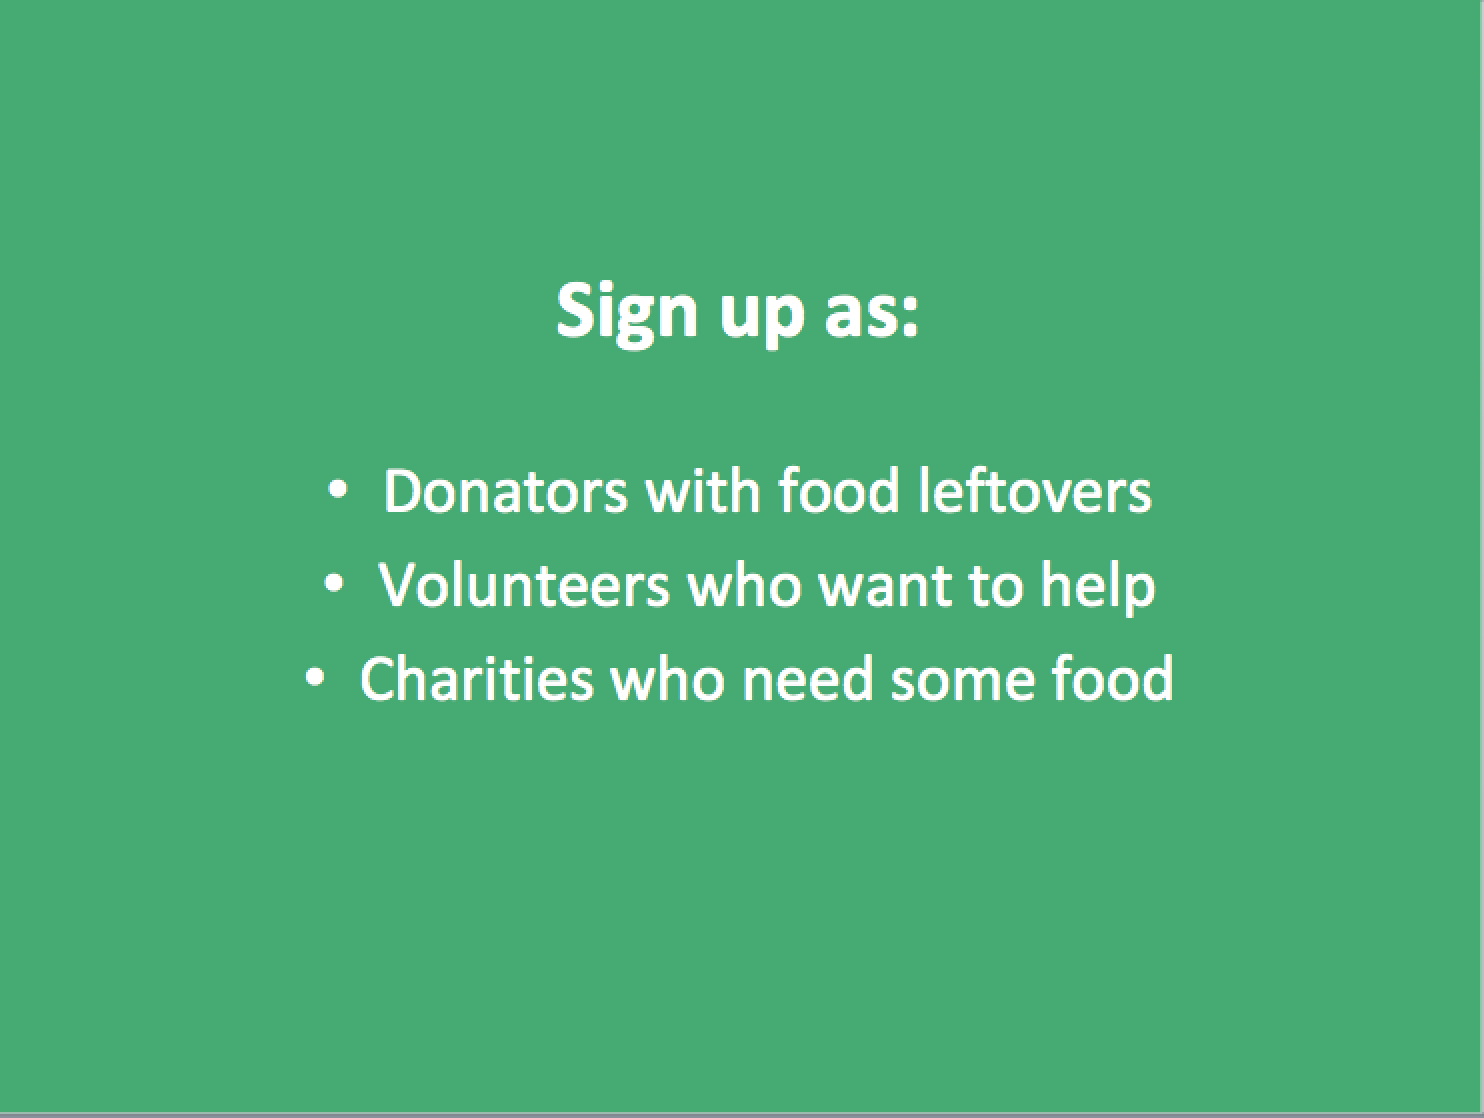 Sign up as:
• Donators with food leftovers
• Volunteers who want to help
• Charities who need some food